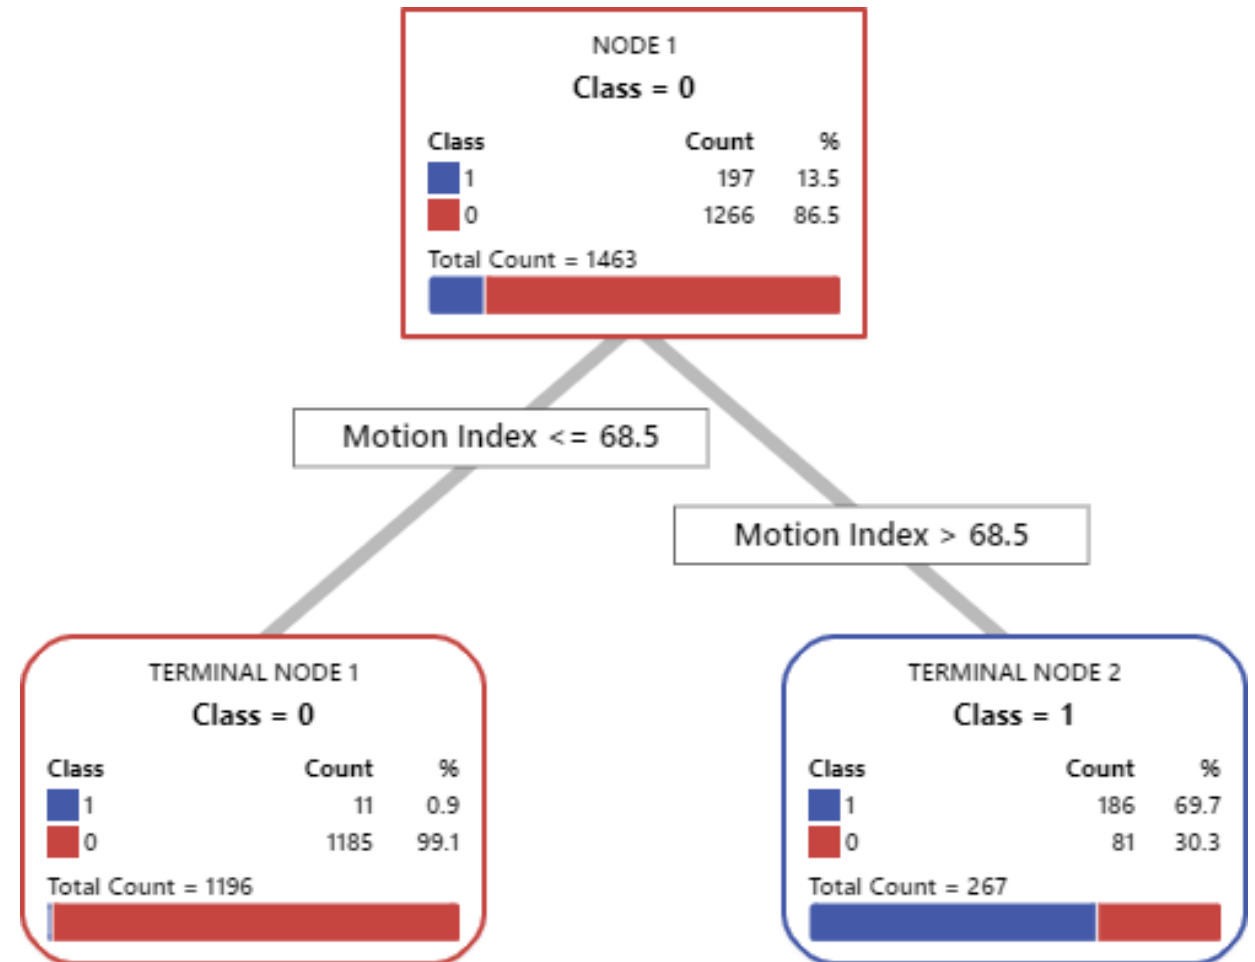 NODE 1
Class = 0
Class Count %
1 197 13.5
0 1266 86.5
Total Count = 1463
Motion Index <= 68.5
Motion Index > 68.5
TERMINAL NODE 1
Class = 0
Class Count %
1 11 0.9
0 1185 99.1
Total Count = 1196
TERMINAL NODE 2
Class = 1
Class Count %
1 186 69.7
0 81 30.3
Total Count = 267